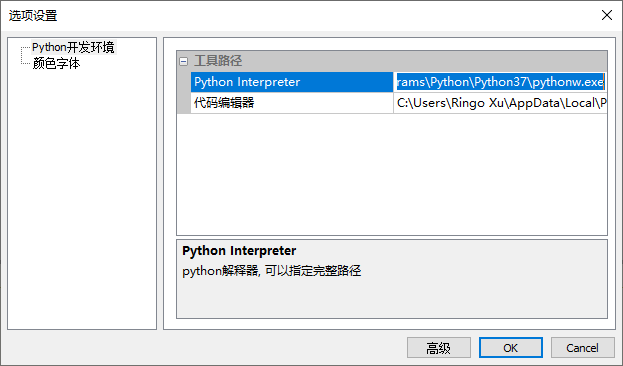 选项设置
Python开发环境
颜色字体
工具路径
Python Interpreter
rams\Python\Python37\pythonw.exe
代码编辑器
C:\Users\Ringo Xu\AppData\Local\P
Python Interpreter
python解释器, 可以指定完整路径
高级
OK
Cancel